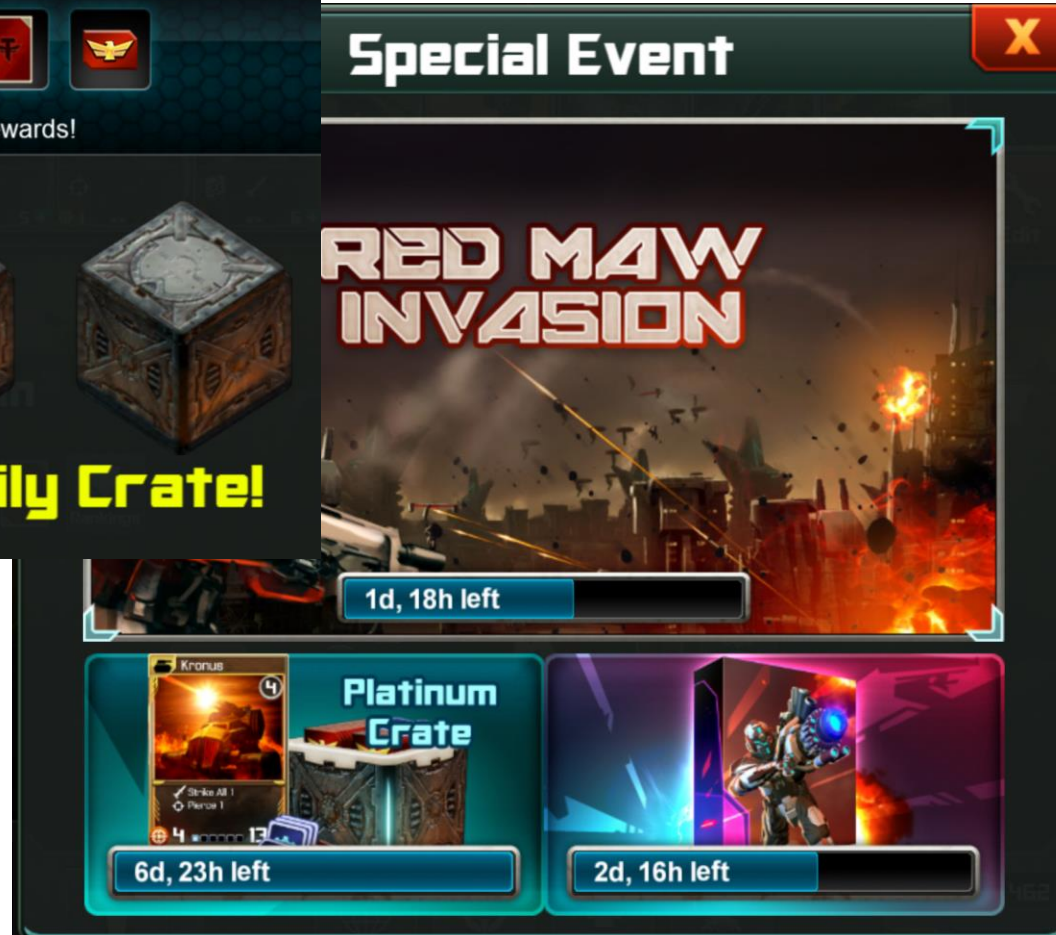 Special Event
X
wards!
RED MAW
INVASION
ily Crate!
1d, 18h left
Kronus
4
Platinum
Crate
Strike All 1
Pierce 1
4
13
6d, 23h left
2d, 16h left